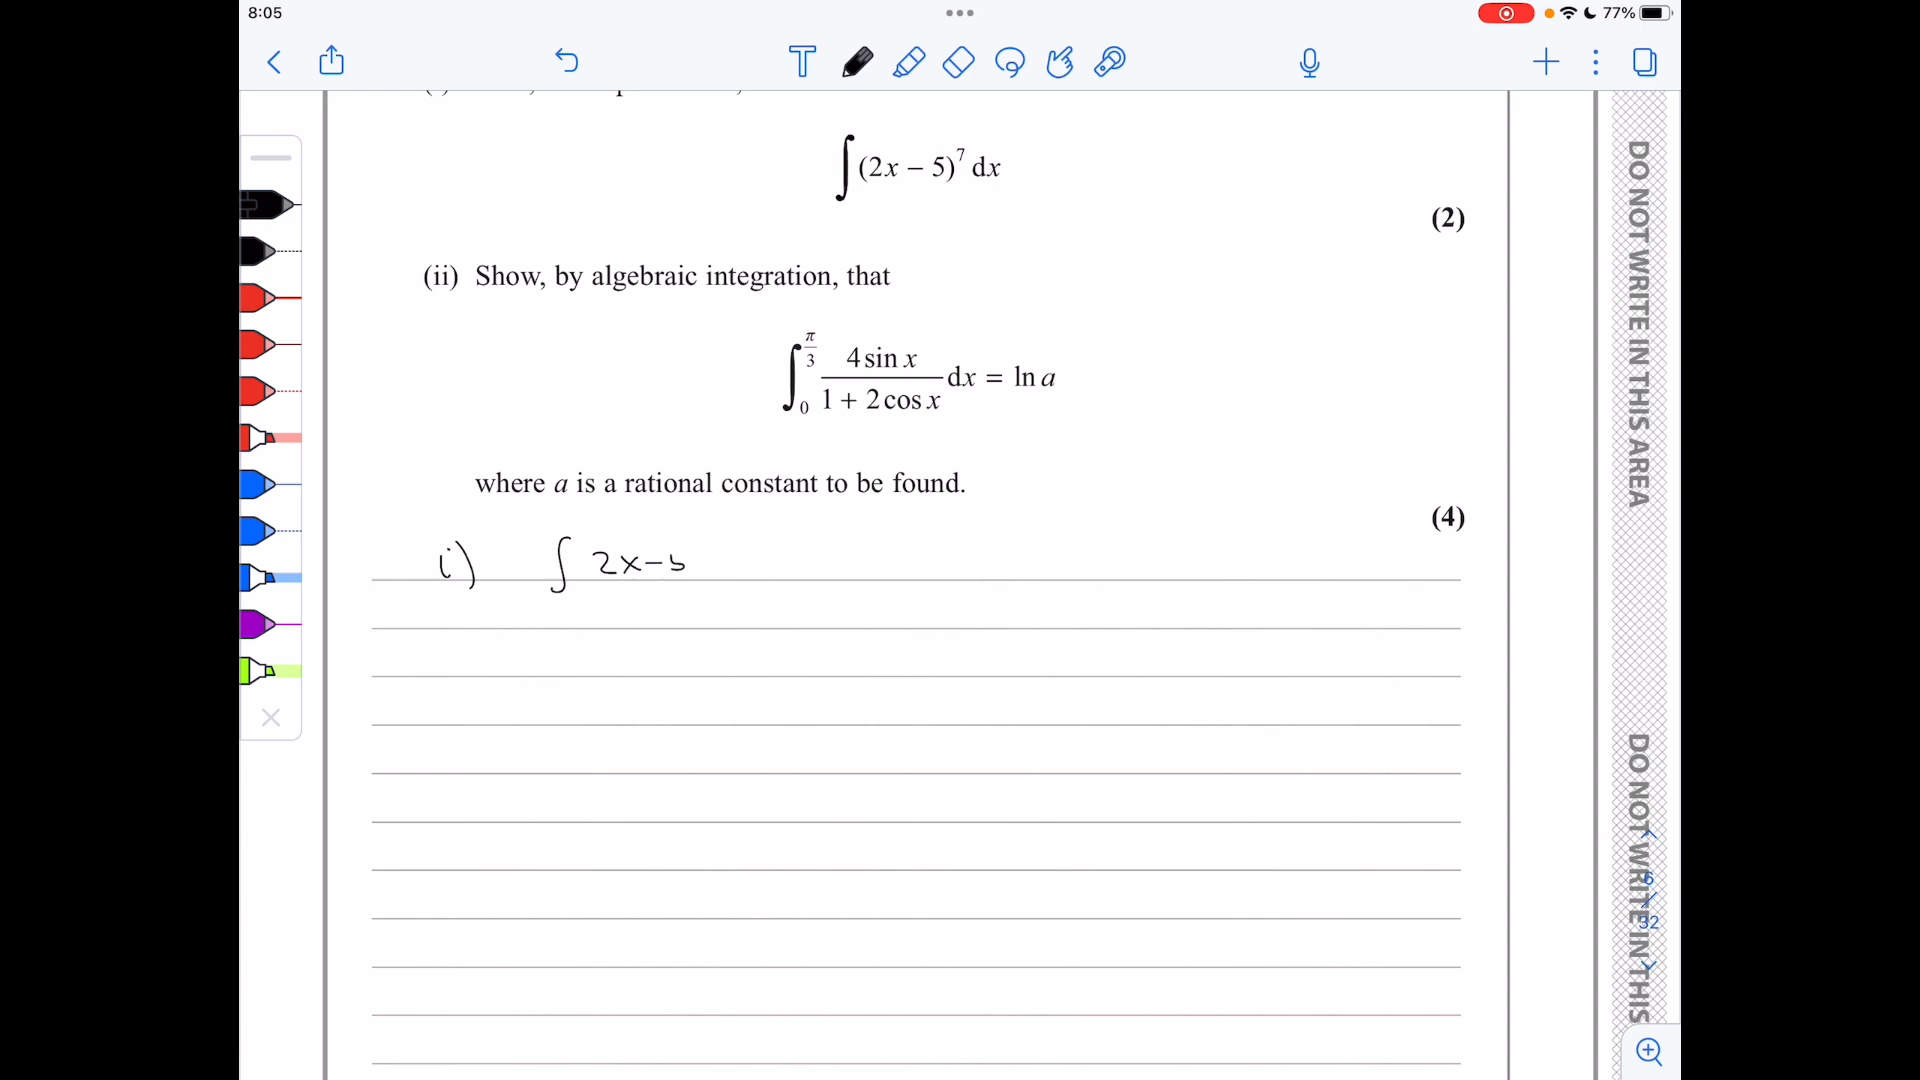 8:05
77%
∫(2x − 5)⁷ dx
(2)
(ii) Show, by algebraic integration, that
∫₀^{π/3} (4 sin x)/(1 + 2 cos x) dx = ln a
where a is a rational constant to be found.
(4)
i) ∫ 2x-5
DO NOT WRITE IN THIS AREA
DO NOT WRITE IN THIS
6
32